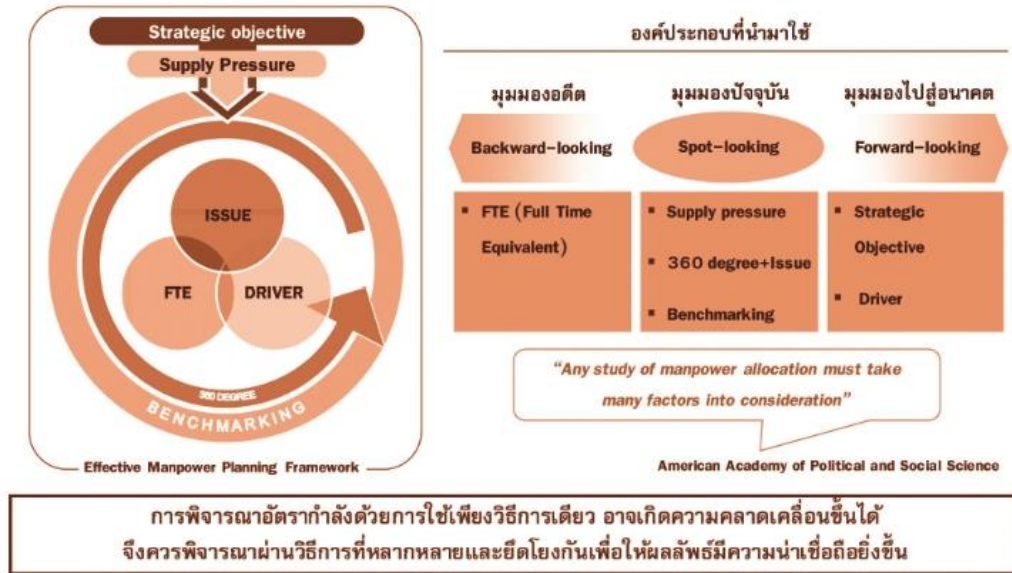 Strategic objective
Supply Pressure
ISSUE
FTE
DRIVER
360 DEGREE
BENCHMARKING
Effective Manpower Planning Framework
องค์ประกอบที่นำมาใช้
มุมมองอดีต
มุมมองปัจจุบัน
มุมมองไปสู่อนาคต
Backward-looking
Spot-looking
Forward-looking
▪ FTE (Full Time
Equivalent)
▪ Supply pressure
▪ 360 degree+Issue
▪ Benchmarking
▪ Strategic
Objective
▪ Driver
“Any study of manpower allocation must take
many factors into consideration”
American Academy of Political and Social Science
การพิจารณาอัตรากำลังด้วยการใช้เพียงวิธีการเดียว อาจเกิดความคลาดเคลื่อนขึ้นได้
จึงควรพิจารณาผ่านวิธีการที่หลากหลายและยึดโยงกันเพื่อให้ผลลัพธ์มีความน่าเชื่อถือยิ่งขึ้น